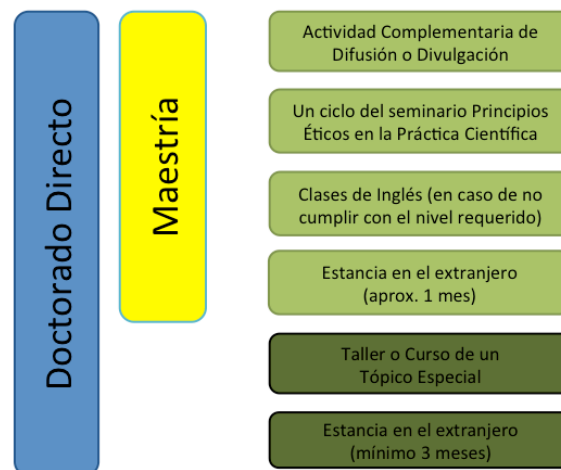 Doctorado Directo
Maestría
Actividad Complementaria de
Difusión o Divulgación
Un ciclo del seminario Principios
Éticos en la Práctica Científica
Clases de Inglés (en caso de no
cumplir con el nivel requerido)
Estancia en el extranjero
(aprox. 1 mes)
Taller o Curso de un
Tópico Especial
Estancia en el extranjero
(mínimo 3 meses)